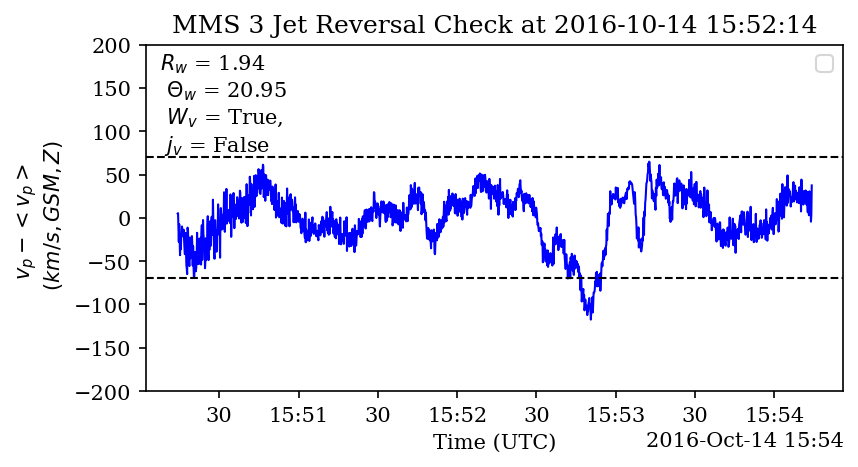 MMS 3 Jet Reversal Check at 2016-10-14 15:52:14
R_w = 1.94
Θ_w = 20.95
W_v = True,
j_v = False
v_p − < v_p >
(km/s, GSM, Z)
200
150
100
50
0
−50
−100
−150
−200
30 15:51 30 15:52 30 15:53 30 15:54
Time (UTC)
2016-Oct-14 15:54